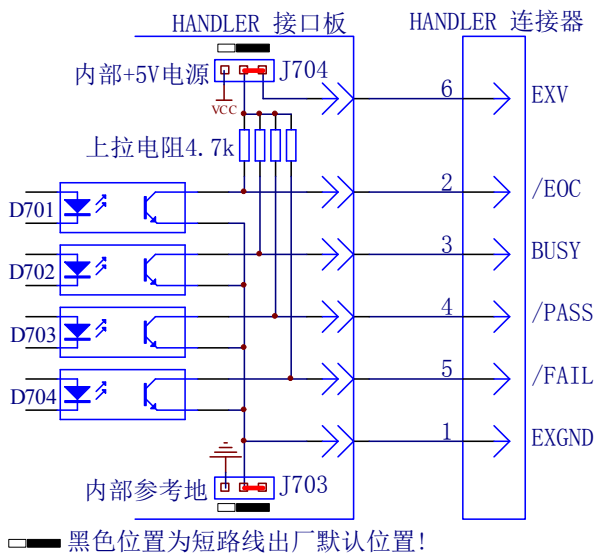 HANDLER 接口板
HANDLER 连接器
内部+5V电源
J704
VCC
6
EXV
上拉电阻4.7k
D701
2
/EOC
D702
3
BUSY
D703
4
/PASS
D704
5
/FAIL
1
EXGND
内部参考地
J703
黑色位置为短路线出厂默认位置!